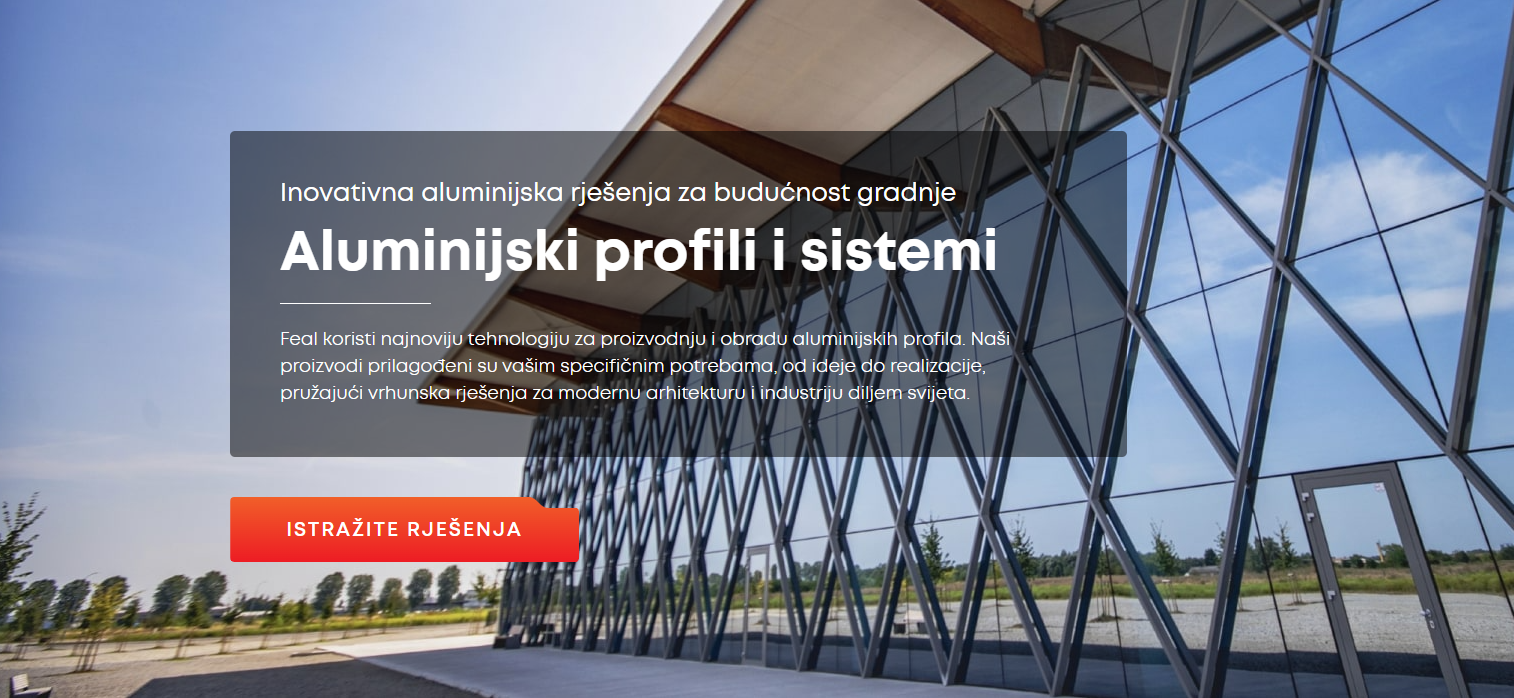 Inovativna aluminijska rješenja za budućnost gradnje
Aluminijski profili i sistemi
Feal koristi najnoviju tehnologiju za proizvodnju i obradu aluminijskih profila. Naši
proizvodi prilagođeni su vašim specifičnim potrebama, od ideje do realizacije,
pružajući vrhunska rješenja za modernu arhitekturu i industriju diljem svijeta.
ISTRAŽITE RJEŠENJA